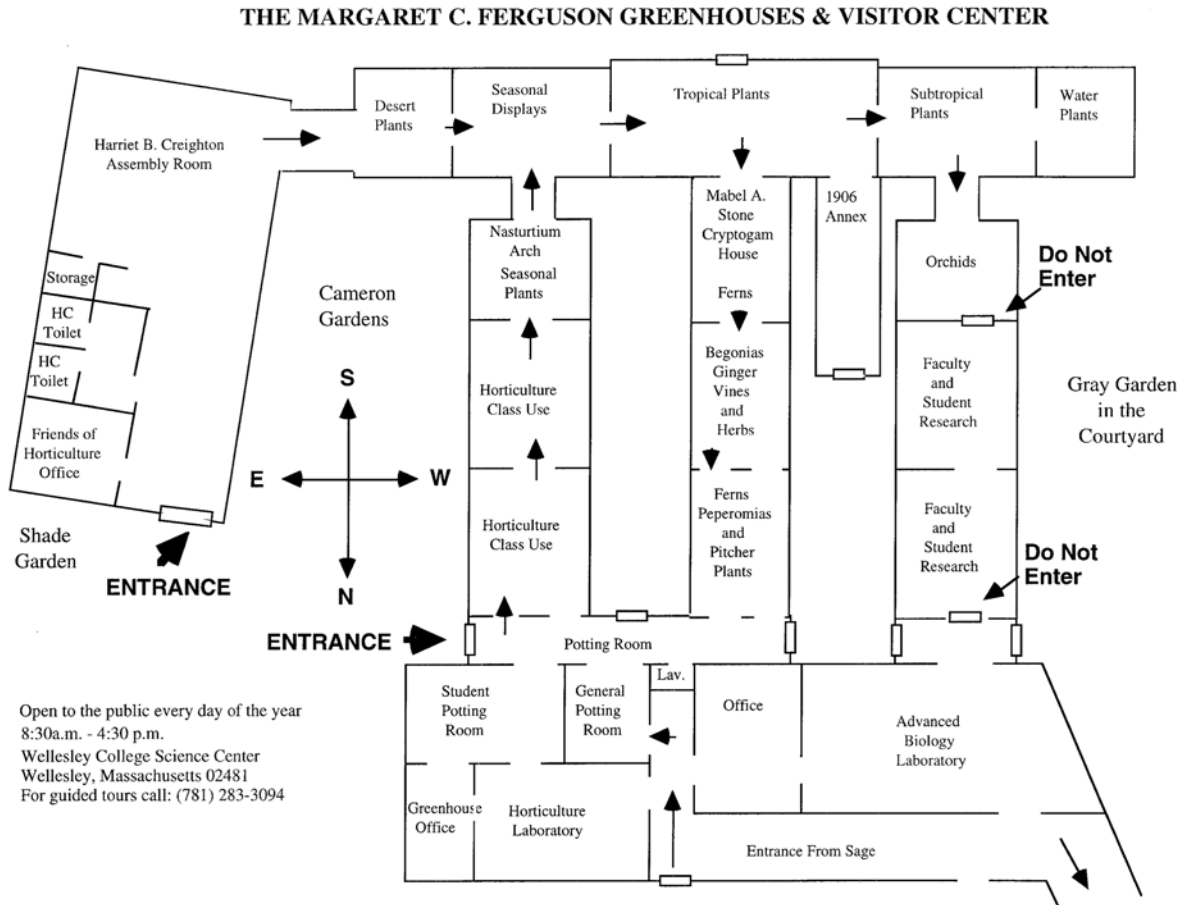 THE MARGARET C. FERGUSON GREENHOUSES & VISITOR CENTER
Harriet B. Creighton
Assembly Room
Desert
Plants
Seasonal
Displays
Tropical Plants
Subtropical
Plants
Water
Plants
Storage
HC
Toilet
HC
Toilet
Friends of
Horticulture
Office
Shade
Garden
ENTRANCE
Cameron
Gardens
S
E
W
N
Nasturtium
Arch
Seasonal
Plants
Horticulture
Class Use
Horticulture
Class Use
Mabel A.
Stone
Cryptogam
House
Ferns
Begonias
Ginger
Vines
and
Herbs
Ferns
Peperomias
and
Pitcher
Plants
1906
Annex
Orchids
Do Not
Enter
Faculty
and
Student
Research
Gray Garden
in the
Courtyard
Faculty
and
Student
Research
Do Not
Enter
ENTRANCE
Potting Room
Student
Potting
Room
General
Potting
Room
Lav.
Office
Advanced
Biology
Laboratory
Greenhouse
Office
Horticulture
Laboratory
Entrance From Sage
Open to the public every day of the year
8:30a.m. - 4:30 p.m.
Wellesley College Science Center
Wellesley, Massachusetts 02481
For guided tours call: (781) 283-3094